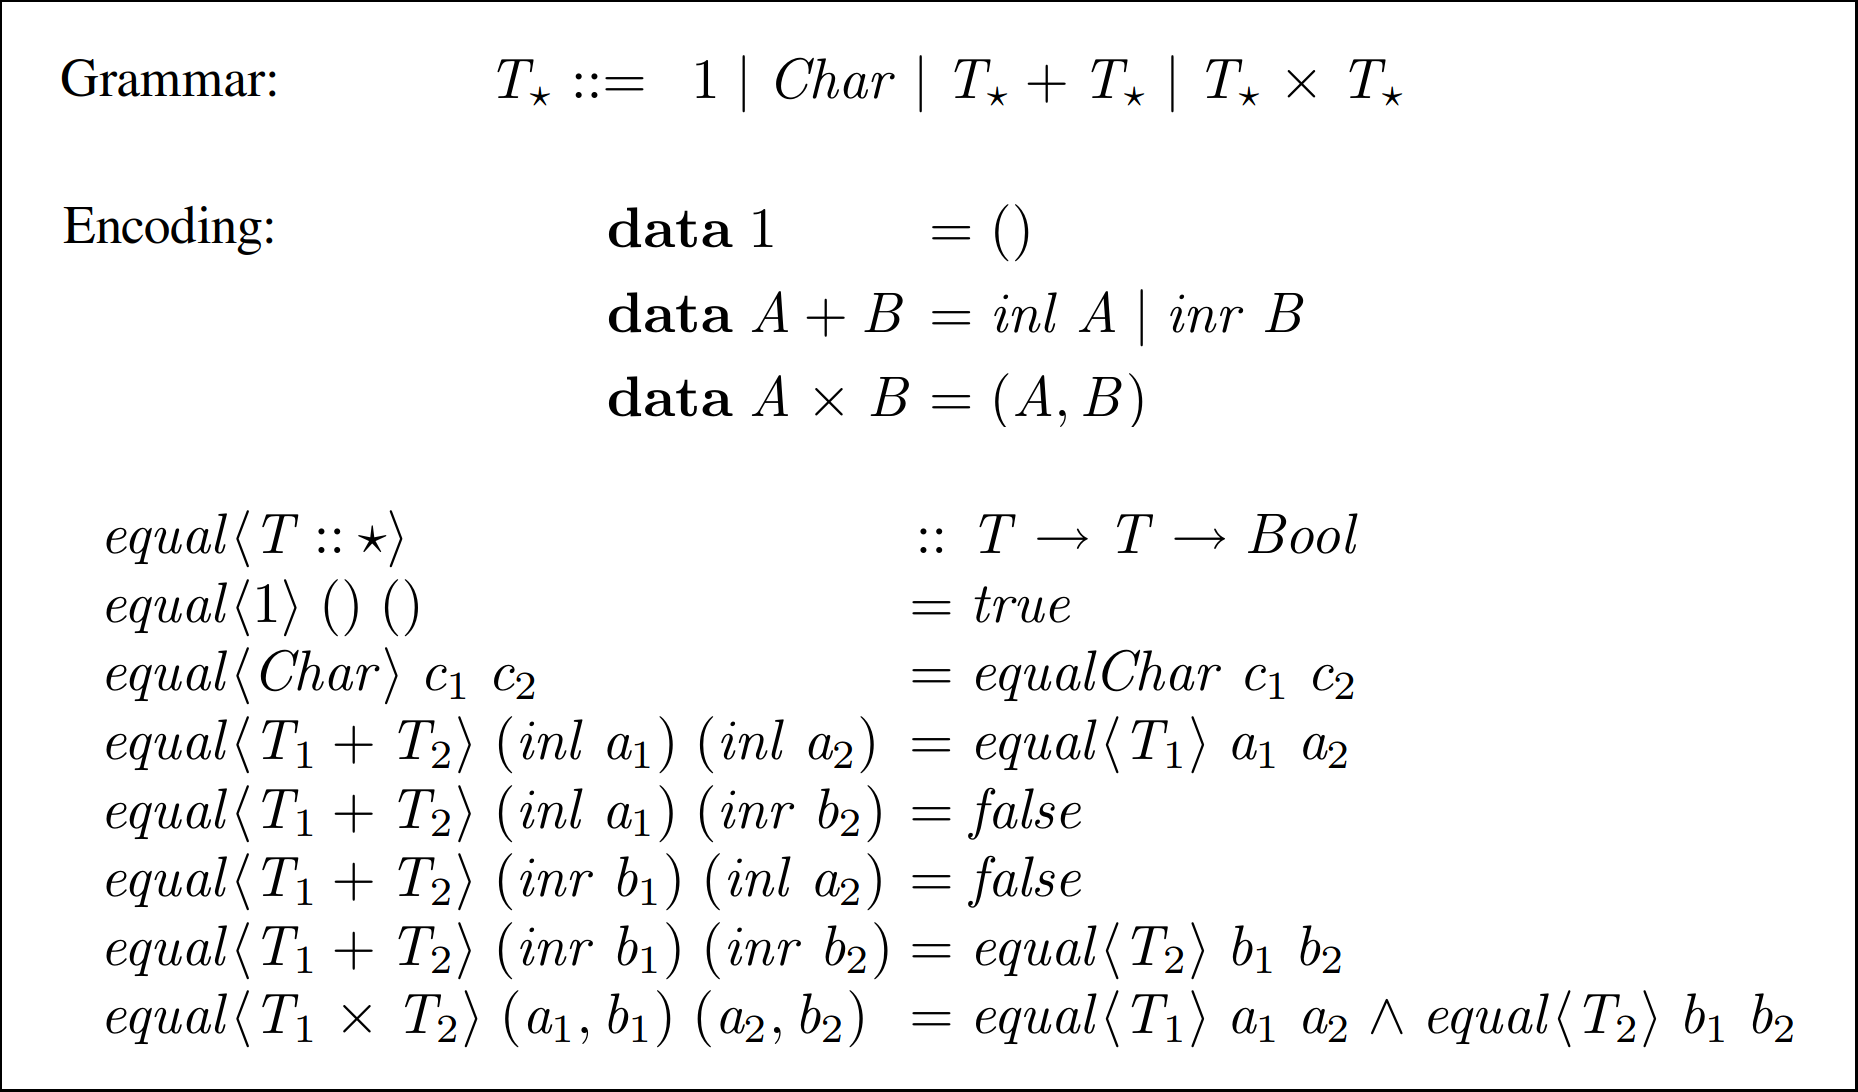 Grammar: T⋆ ::= 1 | Char | T⋆ + T⋆ | T⋆ × T⋆
Encoding: data 1 = ()
data A + B = inl A | inr B
data A × B = (A, B)
equal⟨T :: ⋆⟩ :: T → T → Bool
equal⟨1⟩ () () = true
equal⟨Char⟩ c₁ c₂ = equalChar c₁ c₂
equal⟨T₁ + T₂⟩ (inl a₁) (inl a₂) = equal⟨T₁⟩ a₁ a₂
equal⟨T₁ + T₂⟩ (inl a₁) (inr b₂) = false
equal⟨T₁ + T₂⟩ (inr b₁) (inl a₂) = false
equal⟨T₁ + T₂⟩ (inr b₁) (inr b₂) = equal⟨T₂⟩ b₁ b₂
equal⟨T₁ × T₂⟩ (a₁, b₁) (a₂, b₂) = equal⟨T₁⟩ a₁ a₂ ∧ equal⟨T₂⟩ b₁ b₂